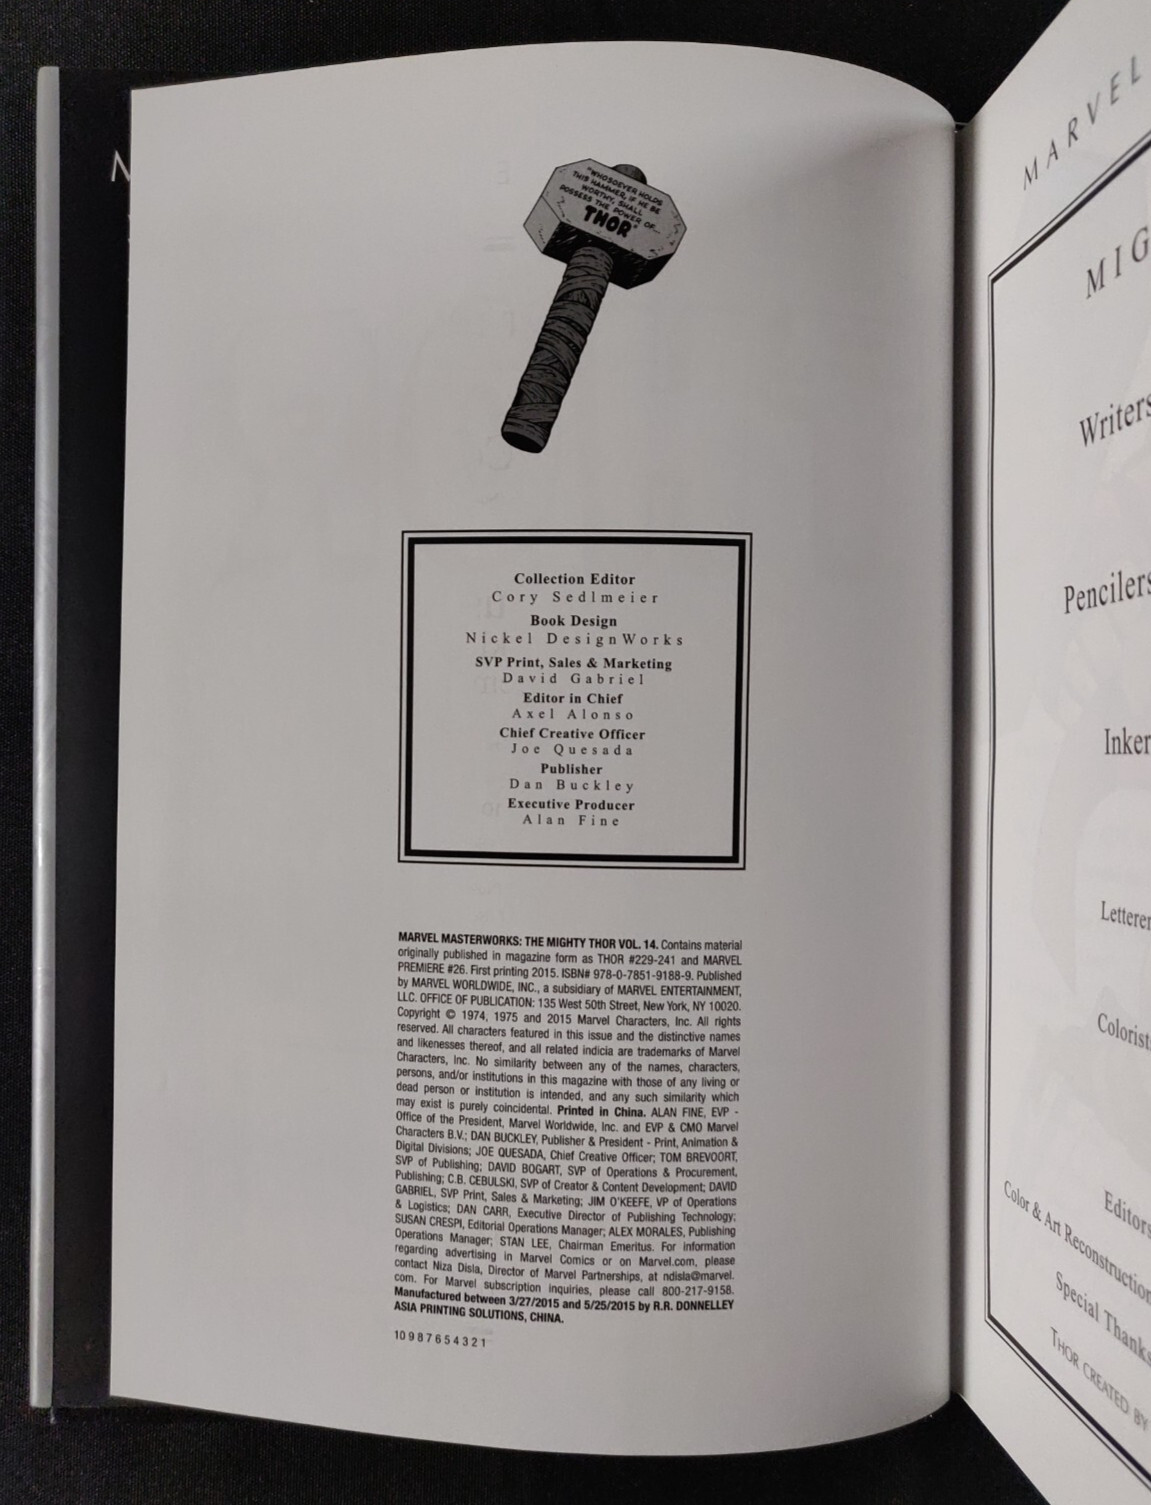 "WHOSOEVER HOLDS
THIS HAMMER, IF HE BE
WORTHY, SHALL
POSSESS THE POWER OF...
THOR"
Collection Editor
Cory Sedlmeier
Book Design
Nickel DesignWorks
SVP Print, Sales & Marketing
David Gabriel
Editor in Chief
Axel Alonso
Chief Creative Officer
Joe Quesada
Publisher
Dan Buckley
Executive Producer
Alan Fine
MARVEL MASTERWORKS: THE MIGHTY THOR VOL. 14. Contains material
originally published in magazine form as THOR #229-241 and MARVEL
PREMIERE #26. First printing 2015. ISBN# 978-0-7851-9188-9. Published
by MARVEL WORLDWIDE, INC., a subsidiary of MARVEL ENTERTAINMENT,
LLC. OFFICE OF PUBLICATION: 135 West 50th Street, New York, NY 10020.
Copyright © 1974, 1975 and 2015 Marvel Characters, Inc. All rights
reserved. All characters featured in this issue and the distinctive names
and likenesses thereof, and all related indicia are trademarks of Marvel
Characters, Inc. No similarity between any of the names, characters,
persons, and/or institutions in this magazine with those of any living or
dead person or institution is intended, and any such similarity which
may exist is purely coincidental. Printed in China. ALAN FINE, EVP -
Office of the President, Marvel Worldwide, Inc. and EVP & CMO Marvel
Characters B.V.; DAN BUCKLEY, Publisher & President - Print, Animation &
Digital Divisions; JOE QUESADA, Chief Creative Officer; TOM BREVOORT,
SVP of Publishing; DAVID BOGART, SVP of Operations & Procurement,
Publishing; C.B. CEBULSKI, SVP of Creator & Content Development; DAVID
GABRIEL, SVP Print, Sales & Marketing; JIM O'KEEFE, VP of Operations
& Logistics; DAN CARR, Executive Director of Publishing Technology;
SUSAN CRESPI, Editorial Operations Manager; ALEX MORALES, Publishing
Operations Manager; STAN LEE, Chairman Emeritus. For information
regarding advertising in Marvel Comics or on Marvel.com, please
contact Niza Disla, Director of Marvel Partnerships, at ndisla@marvel.
com. For Marvel subscription inquiries, please call 800-217-9158.
Manufactured between 3/27/2015 and 5/25/2015 by R.R. DONNELLEY
ASIA PRINTING SOLUTIONS, CHINA.
10 9 8 7 6 5 4 3 2 1
MARVEL
MIG
Writers
Pencilers
Inker
Letterer
Colorist
Editors
Color & Art Reconstruction
Special Thanks
THOR CREATED BY